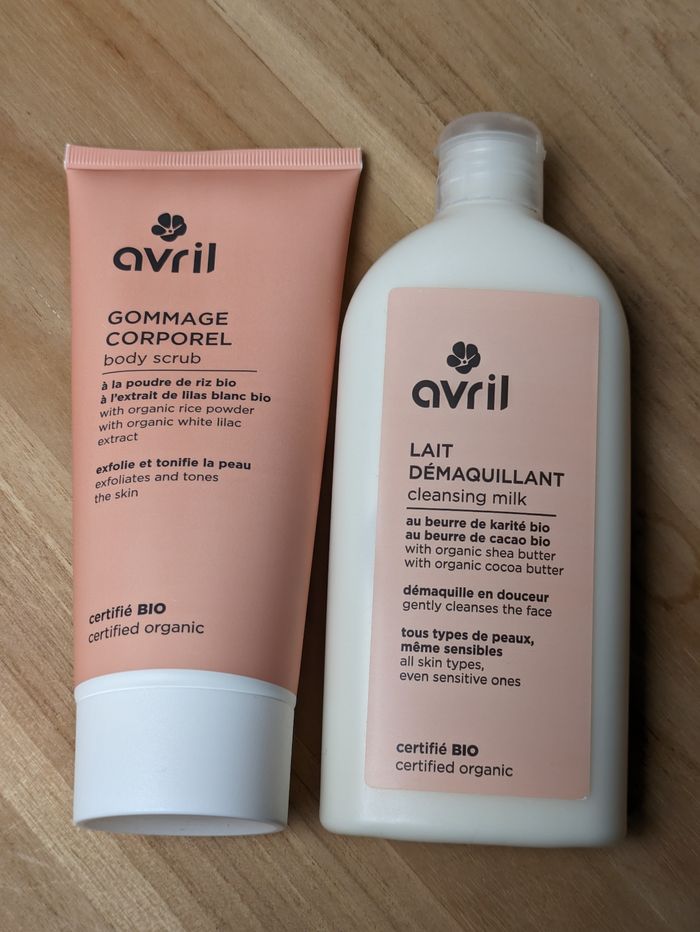 avril
GOMMAGE
CORPOREL
body scrub
à la poudre de riz bio
à l'extrait de lilas blanc bio
with organic rice powder
with organic white lilac
extract
exfolie et tonifie la peau
exfoliates and tones
the skin
certifié BIO
certified organic
avril
LAIT
DÉMAQUILLANT
cleansing milk
au beurre de karité bio
au beurre de cacao bio
with organic shea butter
with organic cocoa butter
démaquille en douceur
gently cleanses the face
tous types de peaux,
même sensibles
all skin types,
even sensitive ones
certifié BIO
certified organic